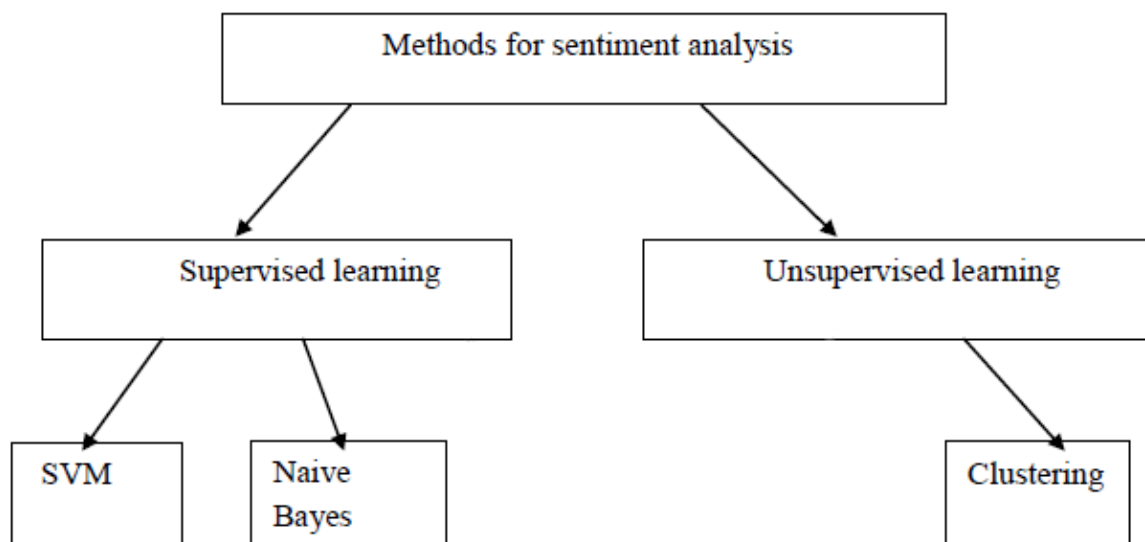 Methods for sentiment analysis
Supervised learning
Unsupervised learning
SVM
Naive
Bayes
Clustering